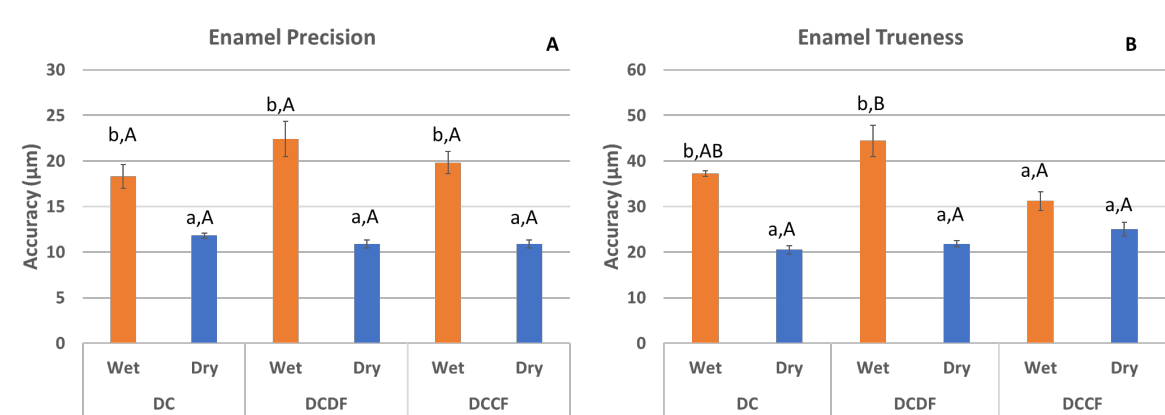 Enamel Precision
A
30
25
20
15
10
5
0
Accuracy (µm)
b,A
a,A
b,A
a,A
b,A
a,A
Wet Dry Wet Dry Wet Dry
DC DCDF DCCF
Enamel Trueness
B
60
50
40
30
20
10
0
Accuracy (µm)
b,AB
a,A
b,B
a,A
a,A
a,A
Wet Dry Wet Dry Wet Dry
DC DCDF DCCF